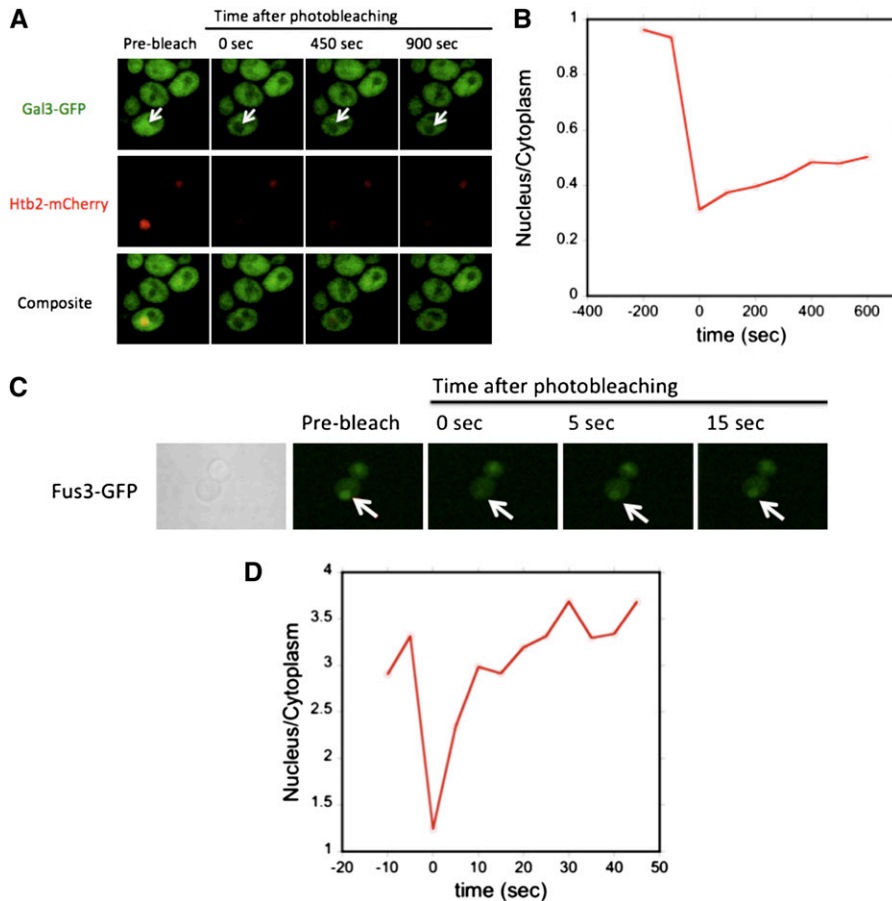 A
Time after photobleaching
Pre-bleach 0 sec 450 sec 900 sec
Gal3-GFP
Htb2-mCherry
Composite
B
1
0.8
0.6
0.4
0.2
0
-400 -200 0 200 400 600
Nucleus/Cytoplasm
time (sec)
C
Time after photobleaching
Pre-bleach 0 sec 5 sec 15 sec
Fus3-GFP
D
4
3.5
3
2.5
2
1.5
1
-20 -10 0 10 20 30 40 50
Nucleus/Cytoplasm
time (sec)